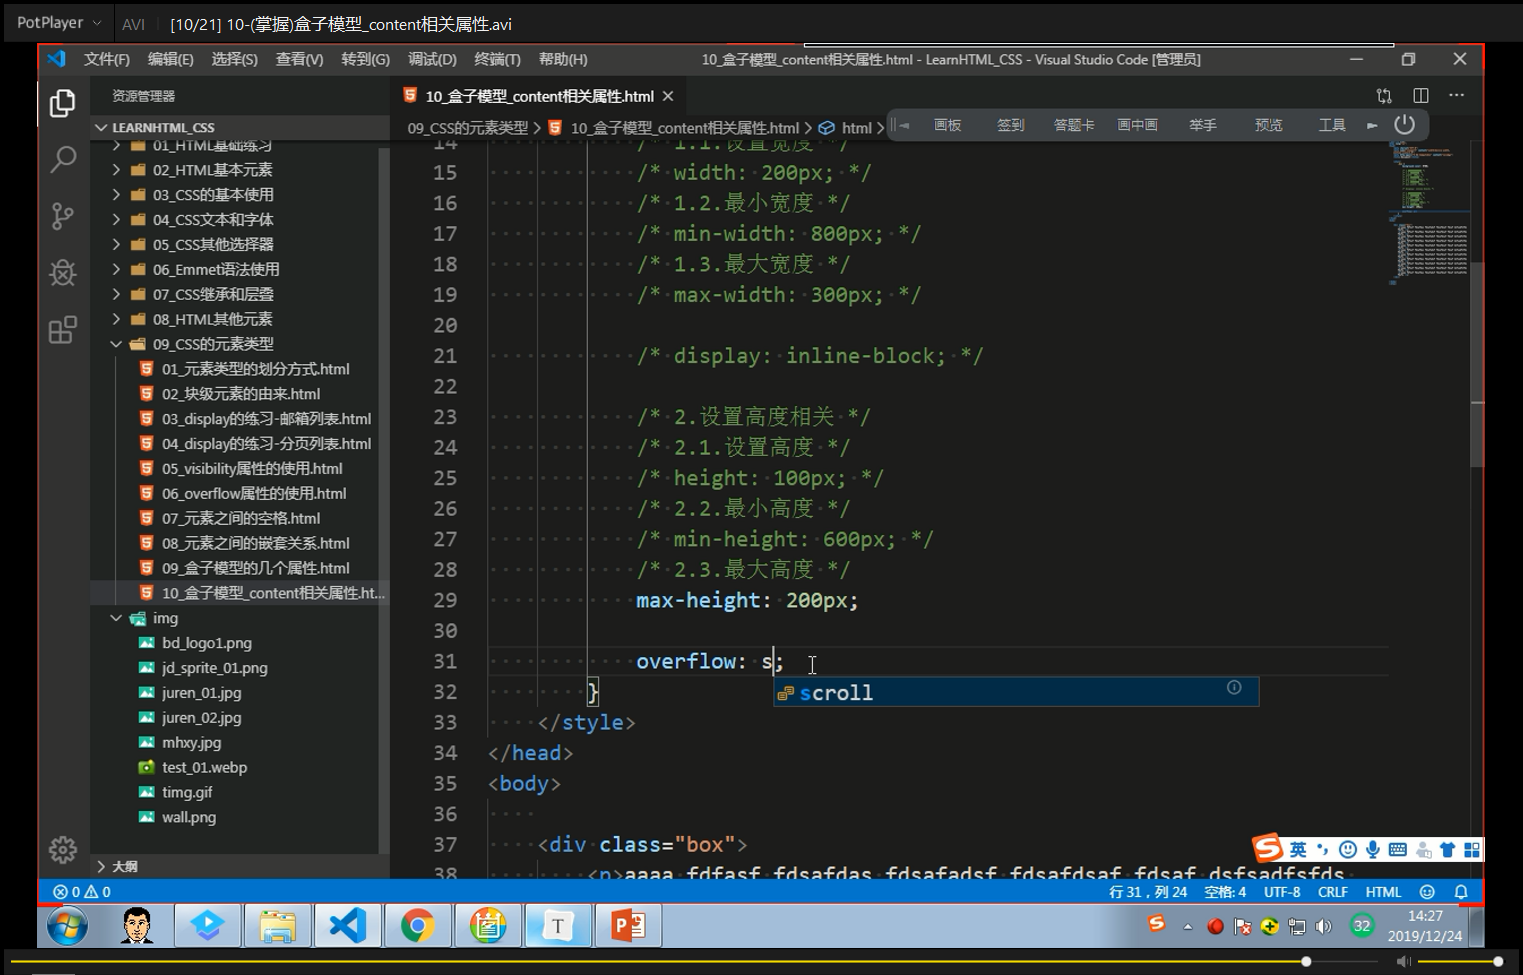 PotPlayer AVI [10/21] 10-(掌握)盒子模型_content相关属性.avi
文件(F) 编辑(E) 选择(S) 查看(V) 转到(G) 调试(D) 终端(T) 帮助(H) 10_盒子模型_content相关属性.html - LearnHTML_CSS - Visual Studio Code [管理员]
资源管理器
LEARNHTML_CSS
01_HTML基础练习
02_HTML基本元素
03_CSS的基本使用
04_CSS文本和字体
05_CSS其他选择器
06_Emmet语法使用
07_CSS继承和层叠
08_HTML其他元素
09_CSS的元素类型
01_元素类型的划分方式.html
02_块级元素的由来.html
03_display的练习-邮箱列表.html
04_display的练习-分页列表.html
05_visibility属性的使用.html
06_overflow属性的使用.html
07_元素之间的空格.html
08_元素之间的嵌套关系.html
09_盒子模型的几个属性.html
10_盒子模型_content相关属性.ht...
img
bd_logo1.png
jd_sprite_01.png
juren_01.jpg
juren_02.jpg
mhxy.jpg
test_01.webp
timg.gif
wall.png
大纲
10_盒子模型_content相关属性.html
09_CSS的元素类型 > 10_盒子模型_content相关属性.html > html >
画板 签到 答题卡 画中画 举手 预览 工具
14 /* 1.1.设置宽度 */
15 /* width: 200px; */
16 /* 1.2.最小宽度 */
17 /* min-width: 800px; */
18 /* 1.3.最大宽度 */
19 /* max-width: 300px; */
20
21 /* display: inline-block; */
22
23 /* 2.设置高度相关 */
24 /* 2.1.设置高度 */
25 /* height: 100px; */
26 /* 2.2.最小高度 */
27 /* min-height: 600px; */
28 /* 2.3.最大高度 */
29 max-height: 200px;
30
31 overflow: s;
scroll
32 }
33 </style>
34 </head>
35 <body>
36
37 <div class="box">
38 <p>aaaa fdfasf fdsafdas fdsafadsf fdsafdsaf fdsaf dsfsadfsfds
英
0 0 行 31，列 24 空格: 4 UTF-8 CRLF HTML
T
32
14:27
2019/12/24